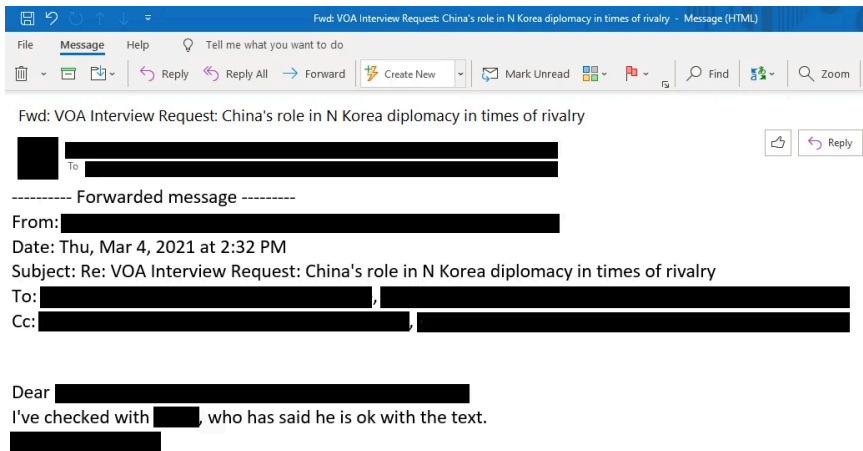 Fwd: VOA Interview Request: China's role in N Korea diplomacy in times of rivalry - Message (HTML)
File Message Help Tell me what you want to do
Reply Reply All Forward Create New Mark Unread Find Zoom
Fwd: VOA Interview Request: China's role in N Korea diplomacy in times of rivalry
Reply
To
---------- Forwarded message ---------
From:
Date: Thu, Mar 4, 2021 at 2:32 PM
Subject: Re: VOA Interview Request: China's role in N Korea diplomacy in times of rivalry
To: ,
Cc: ,
Dear
I've checked with , who has said he is ok with the text.